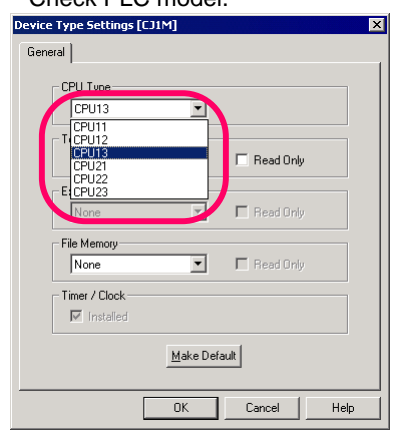 Check PLC model.
Device Type Settings [CJ1M]
General
CPU Type
CPU13
CPU11
CPU12
CPU13
CPU21
CPU22
CPU23
Read Only
None
Read Only
File Memory
None
Read Only
Timer / Clock
Installed
Make Default
OK Cancel Help